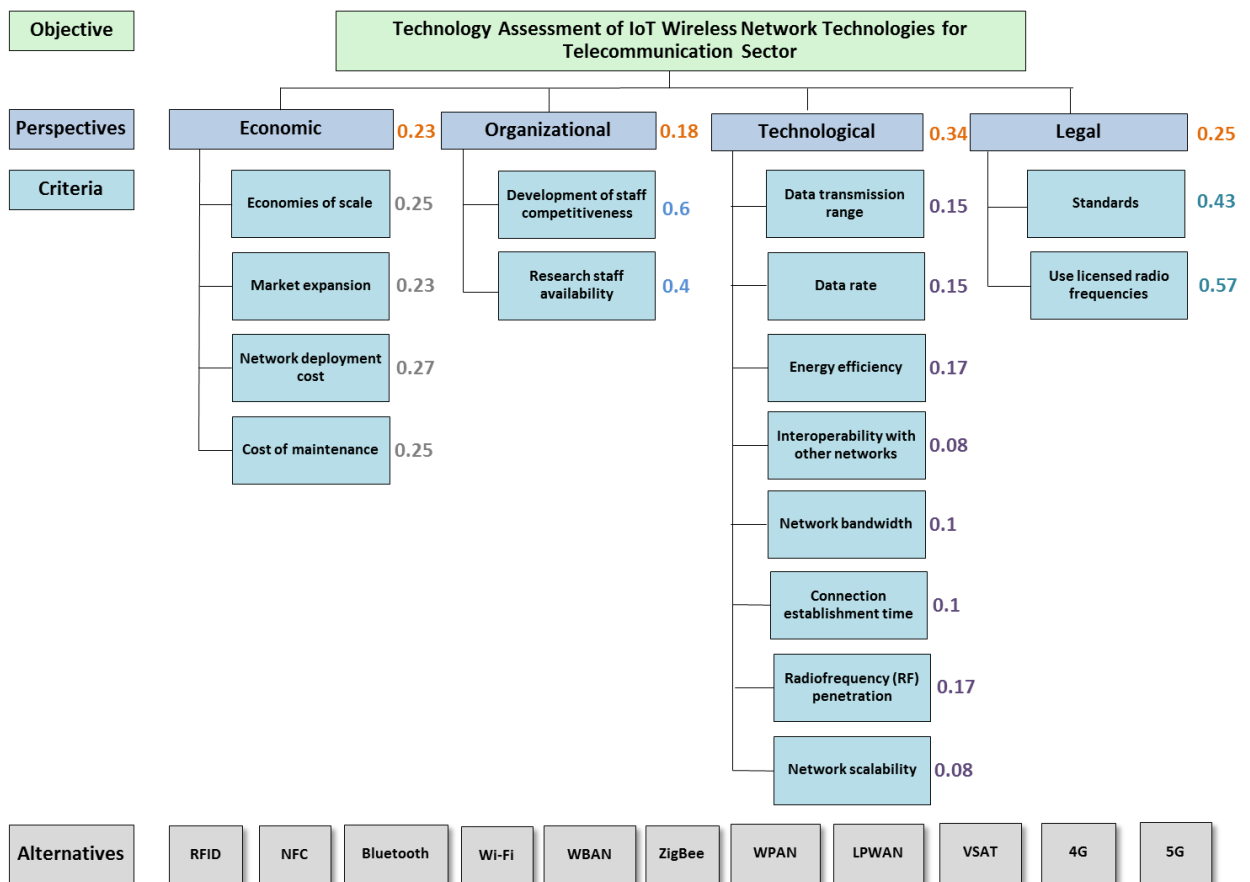 Objective
Technology Assessment of IoT Wireless Network Technologies for
Telecommunication Sector
Perspectives
Economic
0.23
Organizational
0.18
Technological
0.34
Legal
0.25
Criteria
Economies of scale
0.25
Market expansion
0.23
Network deployment
cost
0.27
Cost of maintenance
0.25
Development of staff
competitiveness
0.6
Research staff
availability
0.4
Data transmission
range
0.15
Data rate
0.15
Energy efficiency
0.17
Interoperability with
other networks
0.08
Network bandwidth
0.1
Connection
establishment time
0.1
Radiofrequency (RF)
penetration
0.17
Network scalability
0.08
Standards
0.43
Use licensed radio
frequencies
0.57
Alternatives
RFID
NFC
Bluetooth
Wi-Fi
WBAN
ZigBee
WPAN
LPWAN
VSAT
4G
5G